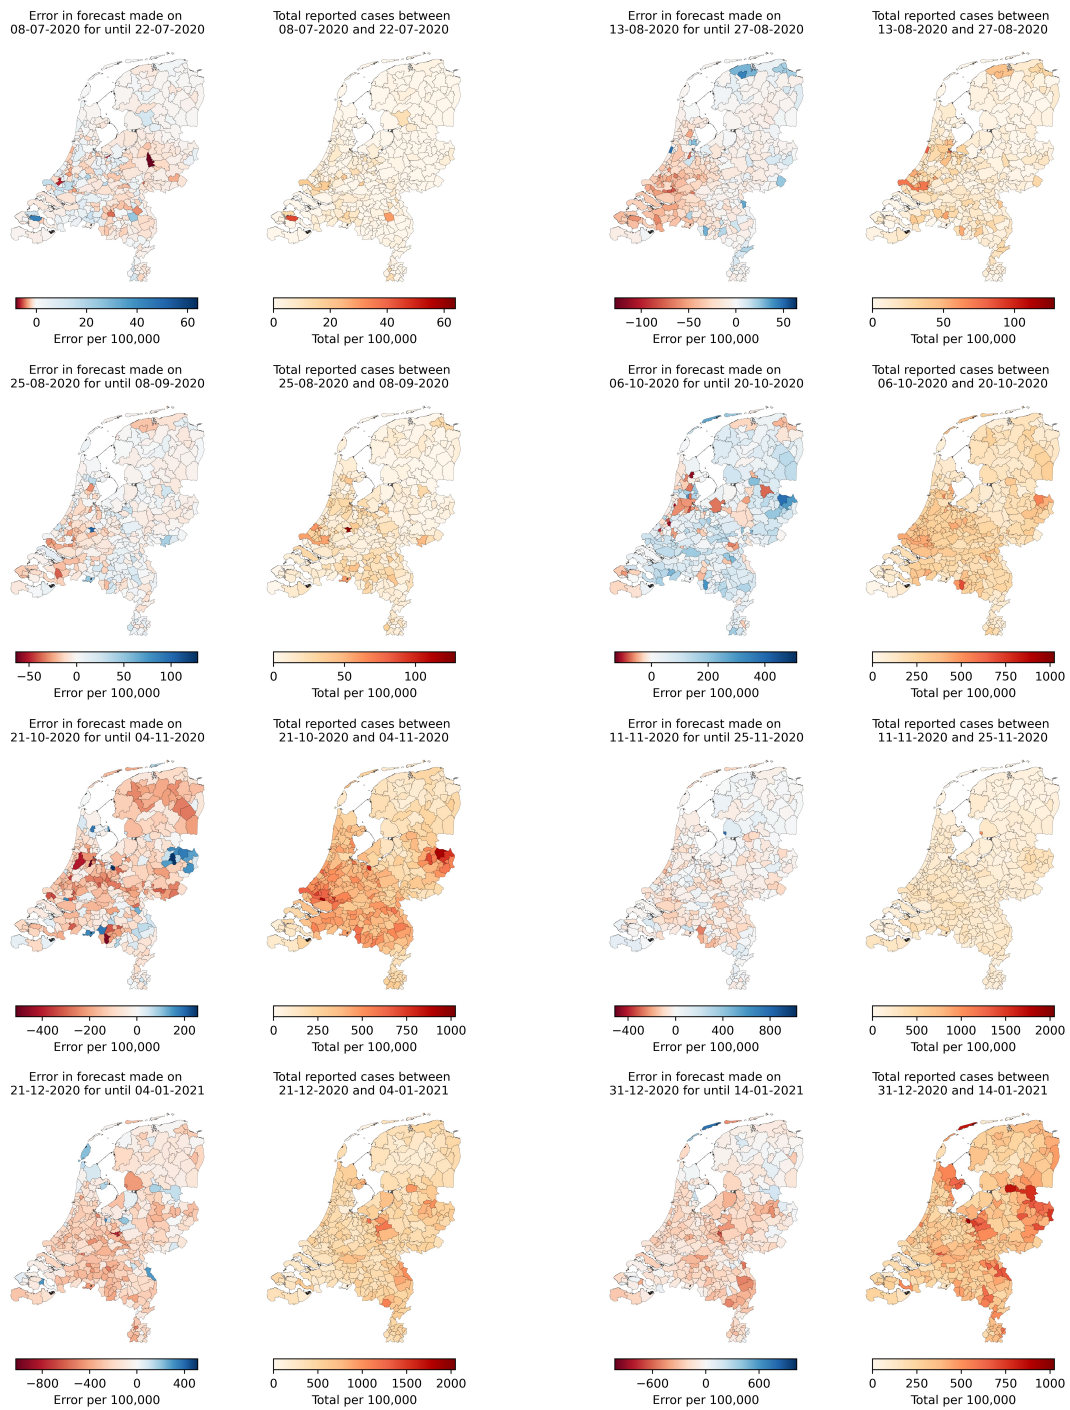 Error in forecast made on
08-07-2020 for until 22-07-2020
Total reported cases between
08-07-2020 and 22-07-2020
Error in forecast made on
13-08-2020 for until 27-08-2020
Total reported cases between
13-08-2020 and 27-08-2020
0 20 40 60
Error per 100,000
0 20 40 60
Total per 100,000
−100 −50 0 50
Error per 100,000
0 50 100
Total per 100,000
Error in forecast made on
25-08-2020 for until 08-09-2020
Total reported cases between
25-08-2020 and 08-09-2020
Error in forecast made on
06-10-2020 for until 20-10-2020
Total reported cases between
06-10-2020 and 20-10-2020
−50 0 50 100
Error per 100,000
0 50 100
Total per 100,000
0 200 400
Error per 100,000
0 250 500 750 1000
Total per 100,000
Error in forecast made on
21-10-2020 for until 04-11-2020
Total reported cases between
21-10-2020 and 04-11-2020
Error in forecast made on
11-11-2020 for until 25-11-2020
Total reported cases between
11-11-2020 and 25-11-2020
−400 −200 0 200
Error per 100,000
0 250 500 750 1000
Total per 100,000
−400 0 400 800
Error per 100,000
0 500 1000 1500 2000
Total per 100,000
Error in forecast made on
21-12-2020 for until 04-01-2021
Total reported cases between
21-12-2020 and 04-01-2021
Error in forecast made on
31-12-2020 for until 14-01-2021
Total reported cases between
31-12-2020 and 14-01-2021
−800 −400 0 400
Error per 100,000
0 500 1000 1500 2000
Total per 100,000
−600 0 600
Error per 100,000
0 250 500 750 1000
Total per 100,000